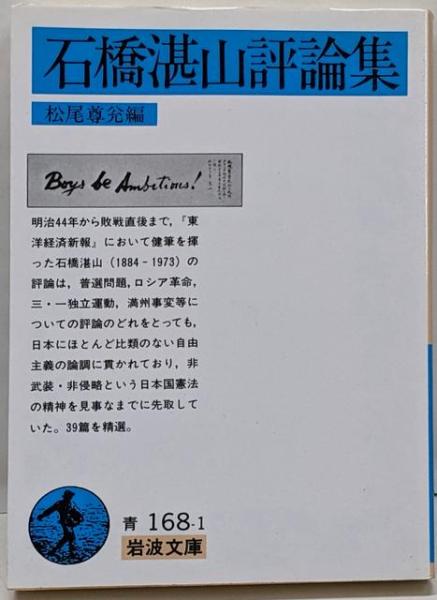 石橋湛山評論集
松尾尊兊編
Boys be Ambitious!
明治44年から敗戦直後まで，『東
洋経済新報』において健筆を揮
った石橋湛山（1884－1973）の
評論は，普選問題，ロシア革命，
三・一独立運動，満州事変等に
ついての評論のどれをとっても，
日本にほとんど比類のない自由
主義の論調に貫かれており，非
武装・非侵略という日本国憲法
の精神を見事なまでに先取して
いた。39篇を精選。
青 168-1
岩波文庫